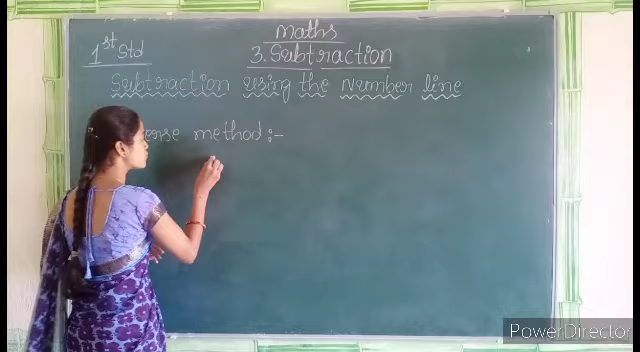 maths
1st Std
3. Subtraction
Subtraction using the number line
method :-
PowerDirector